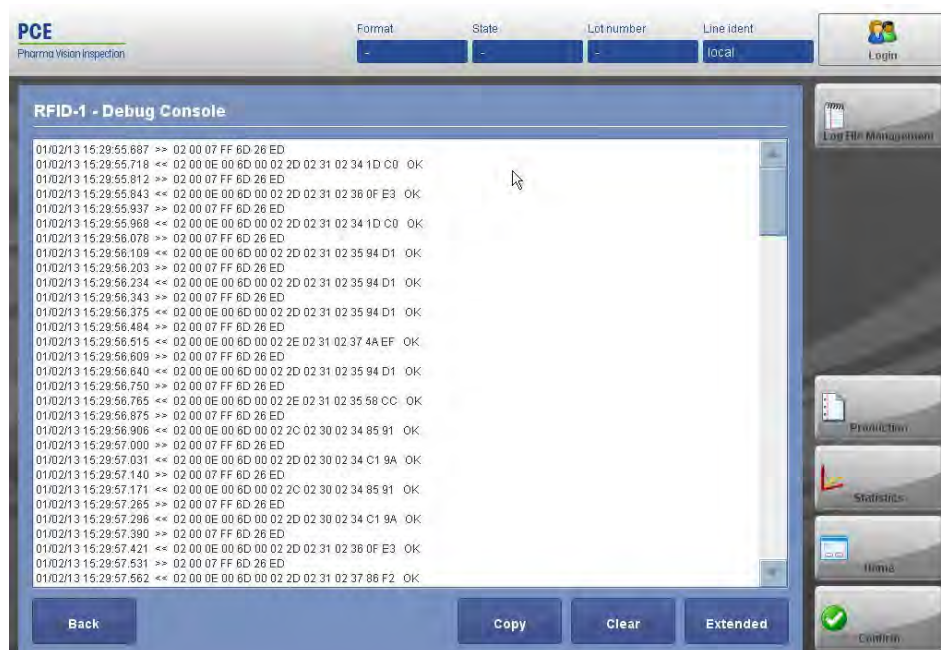 PCE
Pharma Vision Inspection
Format
State
Lot number
Line ident
-
-
-
local
Login
RFID-1 - Debug Console
01/02/13 15:29:55.687 >> 02 00 07 FF 6D 26 ED
01/02/13 15:29:55.718 << 02 00 0E 00 6D 00 02 2D 02 31 02 34 1D C0 OK
01/02/13 15:29:55.812 >> 02 00 07 FF 6D 26 ED
01/02/13 15:29:55.843 << 02 00 0E 00 6D 00 02 2D 02 31 02 36 0F E3 OK
01/02/13 15:29:55.937 >> 02 00 07 FF 6D 26 ED
01/02/13 15:29:55.968 << 02 00 0E 00 6D 00 02 2D 02 31 02 34 1D C0 OK
01/02/13 15:29:56.078 >> 02 00 07 FF 6D 26 ED
01/02/13 15:29:56.109 << 02 00 0E 00 6D 00 02 2D 02 31 02 35 94 D1 OK
01/02/13 15:29:56.203 >> 02 00 07 FF 6D 26 ED
01/02/13 15:29:56.234 << 02 00 0E 00 6D 00 02 2D 02 31 02 35 94 D1 OK
01/02/13 15:29:56.343 >> 02 00 07 FF 6D 26 ED
01/02/13 15:29:56.375 << 02 00 0E 00 6D 00 02 2D 02 31 02 35 94 D1 OK
01/02/13 15:29:56.484 >> 02 00 07 FF 6D 26 ED
01/02/13 15:29:56.515 << 02 00 0E 00 6D 00 02 2E 02 31 02 37 4A EF OK
01/02/13 15:29:56.609 >> 02 00 07 FF 6D 26 ED
01/02/13 15:29:56.640 << 02 00 0E 00 6D 00 02 2D 02 31 02 35 94 D1 OK
01/02/13 15:29:56.750 >> 02 00 07 FF 6D 26 ED
01/02/13 15:29:56.765 << 02 00 0E 00 6D 00 02 2E 02 31 02 35 58 CC OK
01/02/13 15:29:56.875 >> 02 00 07 FF 6D 26 ED
01/02/13 15:29:56.906 << 02 00 0E 00 6D 00 02 2C 02 30 02 34 85 91 OK
01/02/13 15:29:57.000 >> 02 00 07 FF 6D 26 ED
01/02/13 15:29:57.031 << 02 00 0E 00 6D 00 02 2D 02 30 02 34 C1 9A OK
01/02/13 15:29:57.140 >> 02 00 07 FF 6D 26 ED
01/02/13 15:29:57.171 << 02 00 0E 00 6D 00 02 2C 02 30 02 34 85 91 OK
01/02/13 15:29:57.265 >> 02 00 07 FF 6D 26 ED
01/02/13 15:29:57.296 << 02 00 0E 00 6D 00 02 2D 02 30 02 34 C1 9A OK
01/02/13 15:29:57.390 >> 02 00 07 FF 6D 26 ED
01/02/13 15:29:57.421 << 02 00 0E 00 6D 00 02 2D 02 31 02 36 0F E3 OK
01/02/13 15:29:57.531 >> 02 00 07 FF 6D 26 ED
01/02/13 15:29:57.562 << 02 00 0E 00 6D 00 02 2D 02 31 02 37 86 F2 OK
Log File Management
Production
Statistics
Home
Confirm
Back
Copy
Clear
Extended